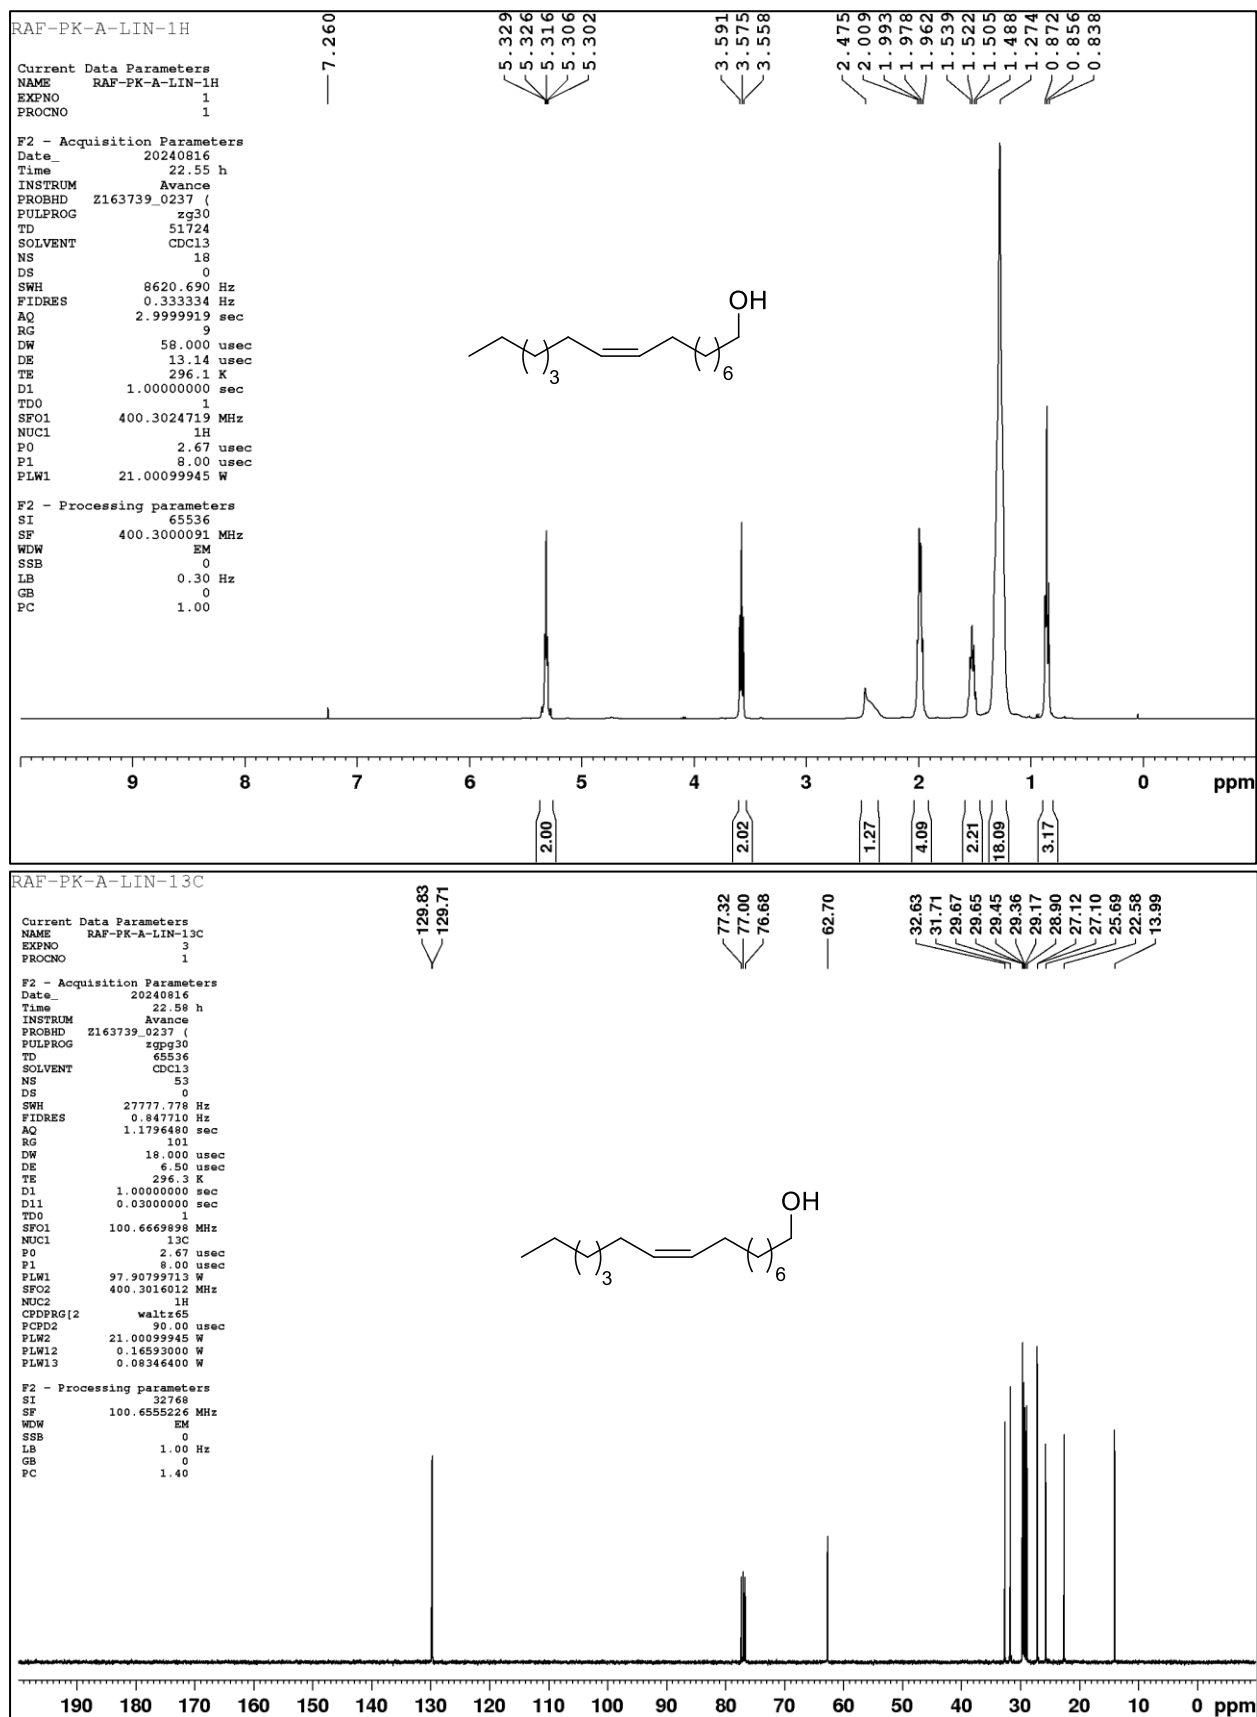 RAF-PK-A-LIN-1H
7.260
5.329
5.326
5.316
5.306
5.302
3.591
3.575
3.558
2.475
2.009
1.993
1.978
1.962
1.539
1.522
1.505
1.488
1.274
0.872
0.856
0.838
Current Data Parameters
NAME RAF-PK-A-LIN-1H
EXPNO 1
PROCNO 1
F2 - Acquisition Parameters
Date_ 20240816
Time 22.55 h
INSTRUM Avance
PROBHD Z163739_0237 (
PULPROG zg30
TD 51724
SOLVENT CDCl3
NS 18
DS 0
SWH 8620.690 Hz
FIDRES 0.333334 Hz
AQ 2.9999919 sec
RG 9
DW 58.000 usec
DE 13.14 usec
TE 296.1 K
D1 1.00000000 sec
TD0 1
SFO1 400.3024719 MHz
NUC1 1H
P0 2.67 usec
P1 8.00 usec
PLW1 21.00099945 W
F2 - Processing parameters
SI 65536
SF 400.3000091 MHz
WDW EM
SSB 0
LB 0.30 Hz
GB 0
PC 1.00
OH
( )3 ( )6
9 8 7 6 5 4 3 2 1 0 ppm
2.00 2.02 1.27 4.09 2.21 18.09 3.17
RAF-PK-A-LIN-13C
129.83
129.71
77.32
77.00
76.68
62.70
32.63
31.71
29.67
29.65
29.45
29.36
29.17
28.90
27.12
27.10
25.69
22.58
13.99
Current Data Parameters
NAME RAF-PK-A-LIN-13C
EXPNO 3
PROCNO 1
F2 - Acquisition Parameters
Date_ 20240816
Time 22.58 h
INSTRUM Avance
PROBHD Z163739_0237 (
PULPROG zgpg30
TD 65536
SOLVENT CDCl3
NS 53
DS 0
SWH 27777.778 Hz
FIDRES 0.847710 Hz
AQ 1.1796480 sec
RG 101
DW 18.000 usec
DE 6.50 usec
TE 296.3 K
D1 1.00000000 sec
D11 0.03000000 sec
TD0 1
SFO1 100.6669898 MHz
NUC1 13C
P0 2.67 usec
P1 8.00 usec
PLW1 97.90799713 W
SFO2 400.3016012 MHz
NUC2 1H
CPDPRG[2 waltz65
PCPD2 90.00 usec
PLW2 21.00099945 W
PLW12 0.16593000 W
PLW13 0.08346400 W
F2 - Processing parameters
SI 32768
SF 100.6555226 MHz
WDW EM
SSB 0
LB 1.00 Hz
GB 0
PC 1.40
OH
( )3 ( )6
190 180 170 160 150 140 130 120 110 100 90 80 70 60 50 40 30 20 10 0 ppm